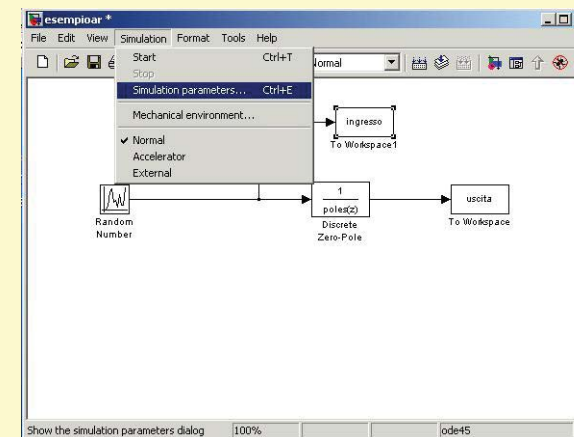 esempioar *
File Edit View Simulation Format Tools Help
Start Ctrl+T
Stop
Simulation parameters... Ctrl+E
Mechanical environment...
Normal
Accelerator
External
Normal
ingresso
To Workspace1
Random
Number
1
poles(z)
Discrete
Zero-Pole
uscita
To Workspace
Show the simulation parameters dialog 100% ode45